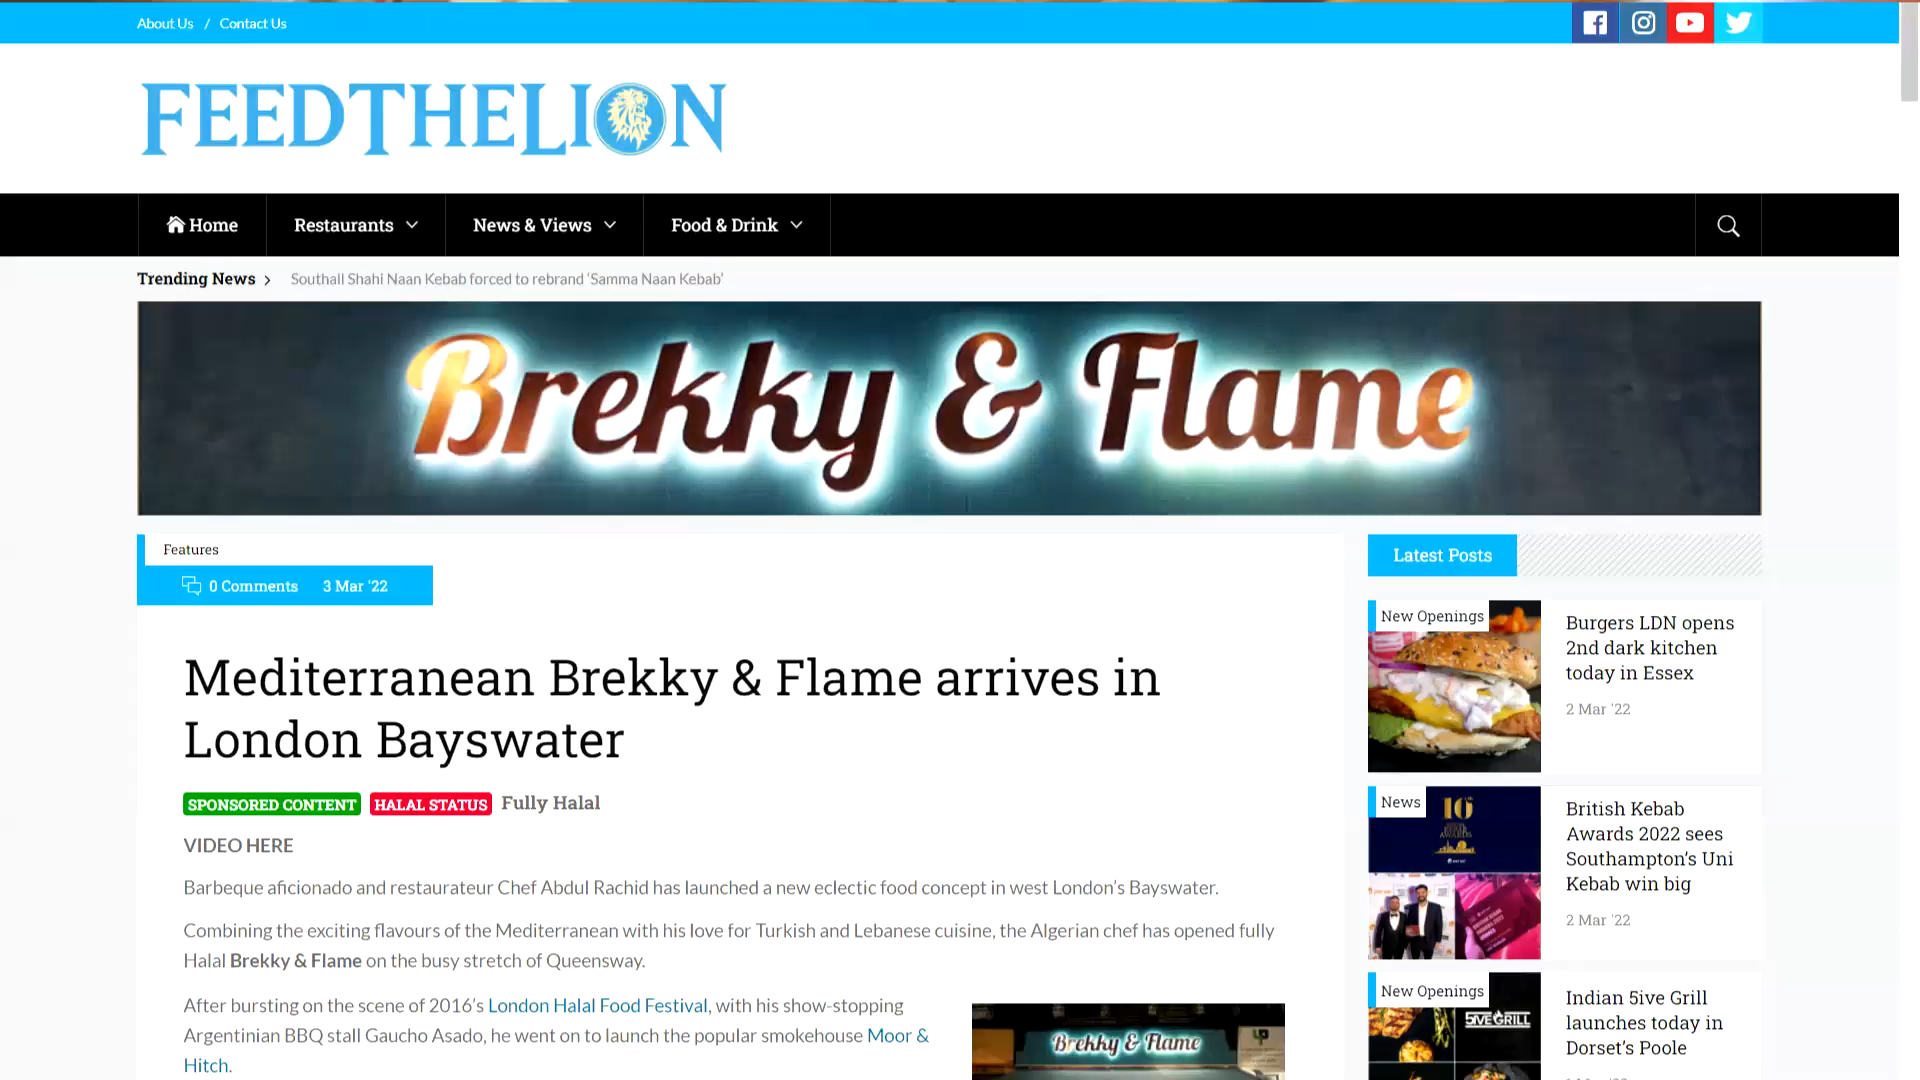 About Us / Contact Us
FEEDTHELION
Home
Restaurants
News & Views
Food & Drink
Trending News
Southall Shahi Naan Kebab forced to rebrand ‘Samma Naan Kebab’
Brekky & Flame
Features
0 Comments 3 Mar '22
Mediterranean Brekky & Flame arrives in
London Bayswater
SPONSORED CONTENT HALAL STATUS Fully Halal
VIDEO HERE
Barbeque aficionado and restaurateur Chef Abdul Rachid has launched a new eclectic food concept in west London’s Bayswater.
Combining the exciting flavours of the Mediterranean with his love for Turkish and Lebanese cuisine, the Algerian chef has opened fully
Halal Brekky & Flame on the busy stretch of Queensway.
After bursting on the scene of 2016’s London Halal Food Festival, with his show-stopping
Argentinian BBQ stall Gaucho Asado, he went on to launch the popular smokehouse Moor &
Hitch.
Brekky & Flame
Latest Posts
New Openings
Burgers LDN opens
2nd dark kitchen
today in Essex
2 Mar '22
News
10
British Kebab
Awards 2022 sees
Southampton’s Uni
Kebab win big
2 Mar '22
New Openings
5IVEGRILL
Indian 5ive Grill
launches today in
Dorset’s Poole